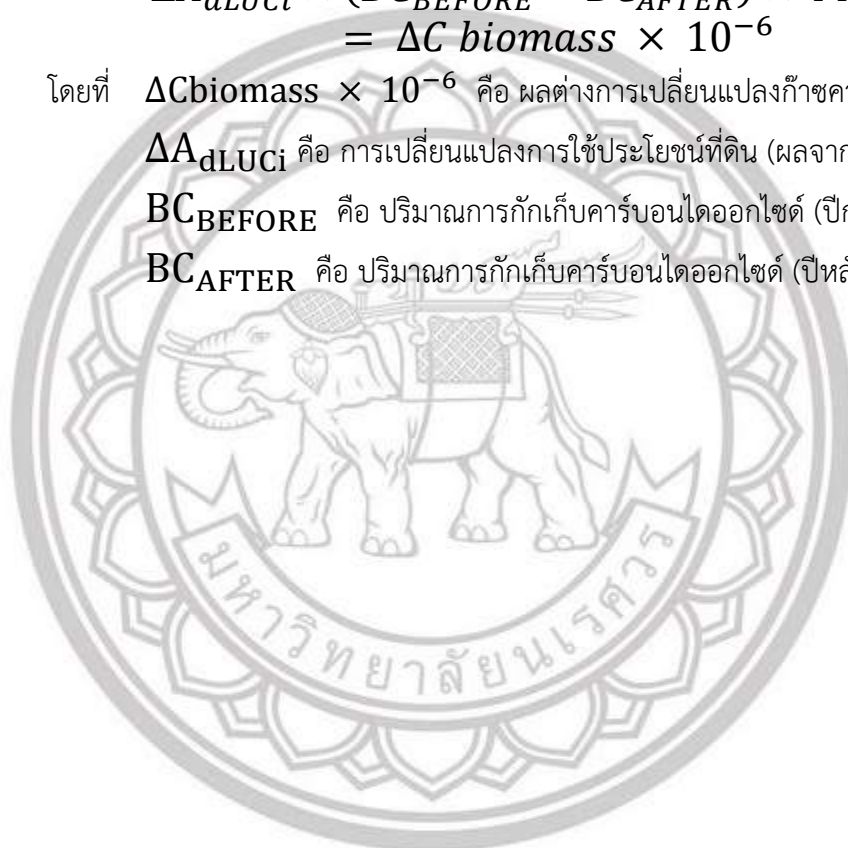 = ΔC biomass × 10⁻⁶
โดยที่ ΔCbiomass × 10⁻⁶ คือ ผลต่างการเปลี่ยนแปลงก๊าซ
ΔA_dLUCi คือ การเปลี่ยนแปลงการใช้ประโยชน์ที่ดิน (ผลจาก
BC_BEFORE คือ ปริมาณการกักเก็บคาร์บอนไดออกไซด์
BC_AFTER คือ ปริมาณการกักเก็บคาร์บอนไดออกไซด์
มหาวิทยาลัยนเรศวร